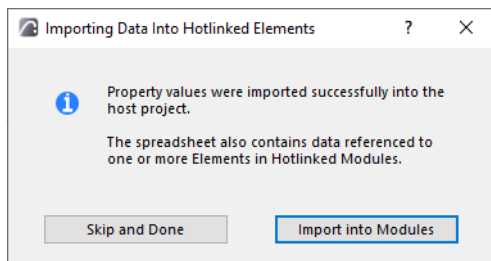 Importing Data Into Hotlinked Elements
?
Property values were imported successfully into the
host project.
The spreadsheet also contains data referenced to
one or more Elements in Hotlinked Modules.
Skip and Done
Import into Modules